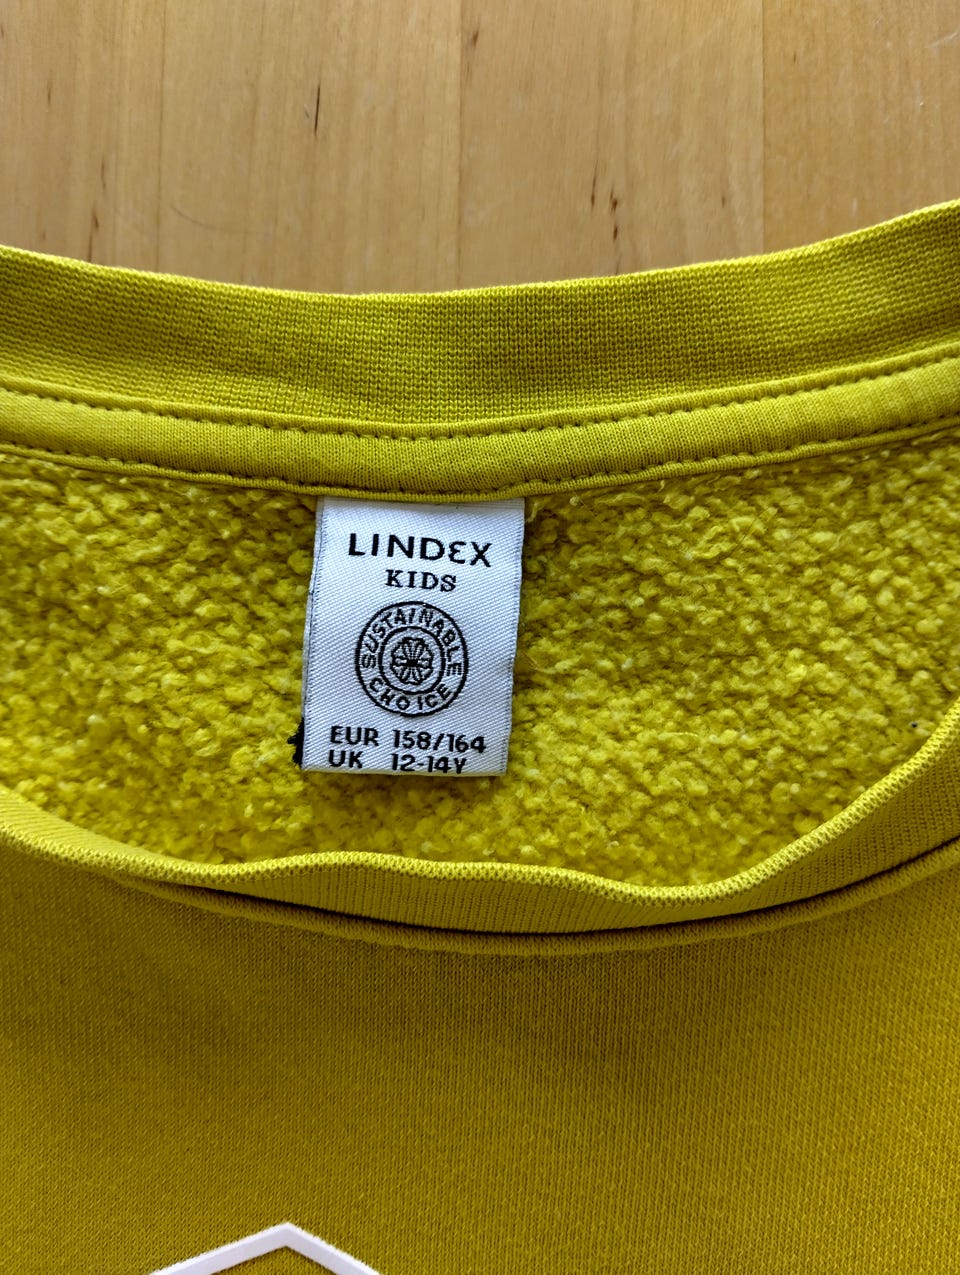 LINDEX
KIDS
SUSTAINABLE
CHOICE
EUR 158/164
UK 12-14Y